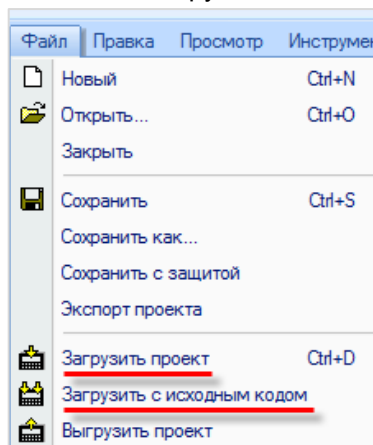 Файл Правка Просмотр Инструме
Новый Ctrl+N
Открыть... Ctrl+O
Закрыть
Сохранить Ctrl+S
Сохранить как...
Сохранить с защитой
Экспорт проекта
Загрузить проект Ctrl+D
Загрузить с исходным кодом
Выгрузить проект